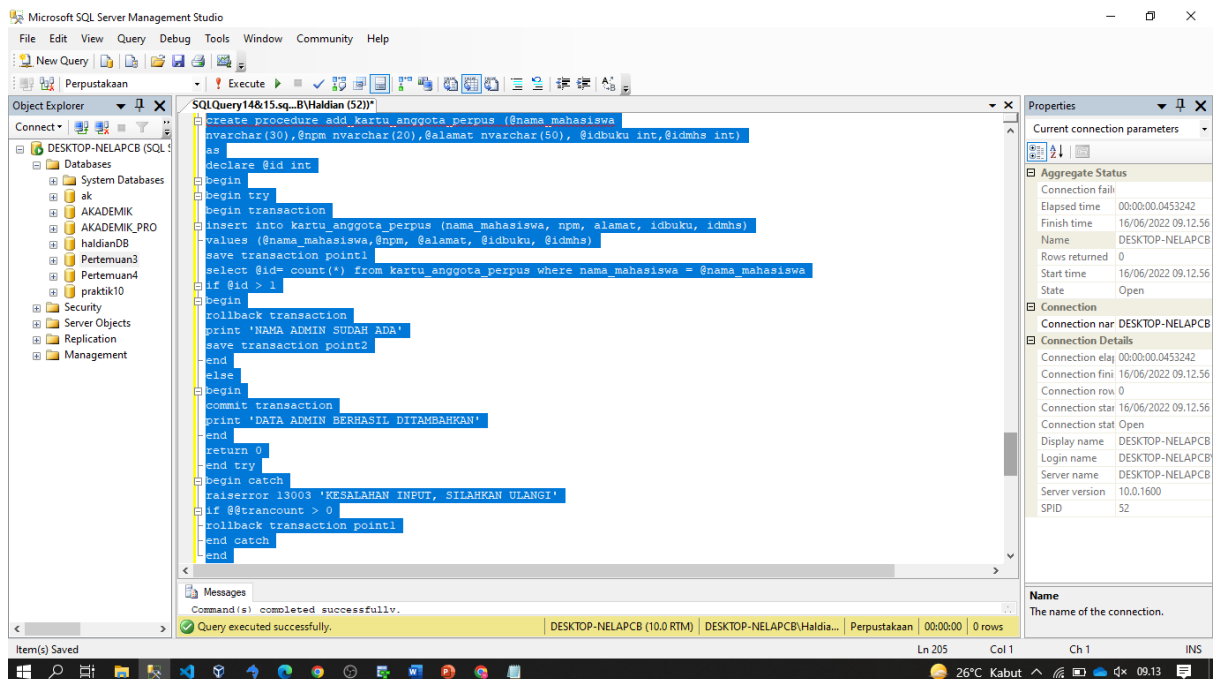 Microsoft SQL Server Management Studio
File Edit View Query Debug Tools Window Community Help
New Query
Perpustakaan
Execute
Object Explorer
Connect
DESKTOP-NELAPCB (SQL S
Databases
System Databases
ak
AKADEMIK
AKADEMIK_PRO
haldianDB
Pertemuan3
Pertemuan4
praktik10
Security
Server Objects
Replication
Management
SQLQuery14&15.sq...B\Haldian (52))*
create procedure add_kartu_anggota_perpus (@nama_mahasiswa
nvarchar(30),@npm nvarchar(20),@alamat nvarchar(50), @idbuku int,@idmhs int)
as
declare @id int
begin
begin try
begin transaction
insert into kartu_anggota_perpus (nama_mahasiswa, npm, alamat, idbuku, idmhs)
values (@nama_mahasiswa,@npm, @alamat, @idbuku, @idmhs)
save transaction point1
select @id= count(*) from kartu_anggota_perpus where nama_mahasiswa = @nama_mahasiswa
if @id > 1
begin
rollback transaction
print 'NAMA ADMIN SUDAH ADA'
save transaction point2
end
else
begin
commit transaction
print 'DATA ADMIN BERHASIL DITAMBAHKAN'
end
return 0
end try
begin catch
raiserror 13003 'KESALAHAN INPUT, SILAHKAN ULANGI'
if @@trancount > 0
rollback transaction point1
end catch
end
Messages
Command(s) completed successfully.
Query executed successfully.
DESKTOP-NELAPCB (10.0 RTM) DESKTOP-NELAPCB\Haldia... Perpustakaan 00:00:00 0 rows
Properties
Current connection parameters
Aggregate Status
Connection failu
Elapsed time 00:00:00.0453242
Finish time 16/06/2022 09.12.56
Name DESKTOP-NELAPCB
Rows returned 0
Start time 16/06/2022 09.12.56
State Open
Connection
Connection nar DESKTOP-NELAPCB
Connection Details
Connection elap 00:00:00.0453242
Connection fini 16/06/2022 09.12.56
Connection row 0
Connection star 16/06/2022 09.12.56
Connection stat Open
Display name DESKTOP-NELAPCB
Login name DESKTOP-NELAPCB\
Server name DESKTOP-NELAPCB
Server version 10.0.1600
SPID 52
Name
The name of the connection.
Item(s) Saved
Ln 205 Col 1 Ch 1 INS
26°C Kabut 09.13